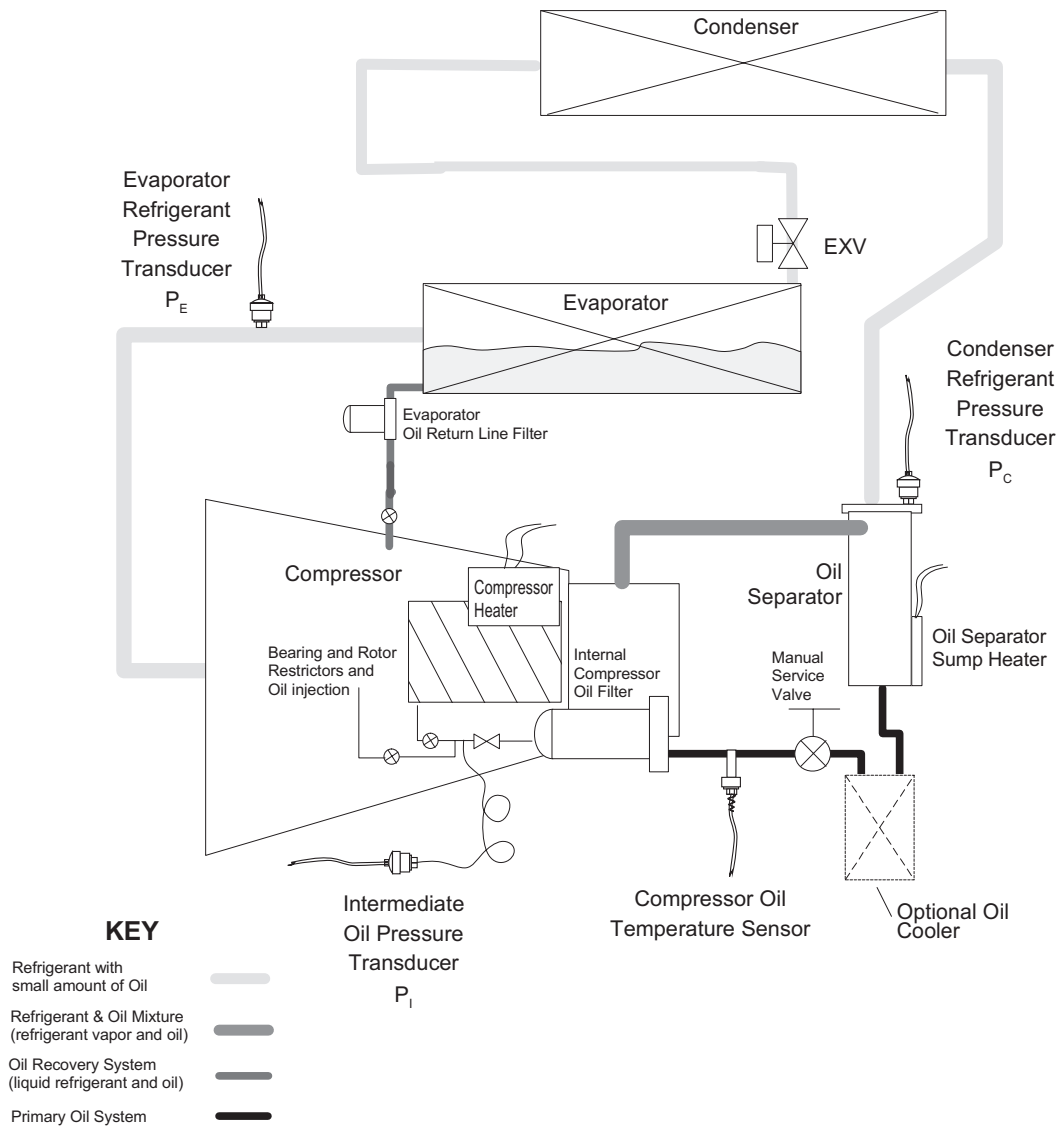 Condenser
Evaporator
Refrigerant
Pressure
Transducer
P_E
EXV
Evaporator
Condenser
Refrigerant
Pressure
Transducer
P_C
Evaporator
Oil Return Line Filter
Compressor
Compressor
Heater
Oil
Separator
Oil Separator
Sump Heater
Bearing and Rotor
Restrictors and
Oil injection
Internal
Compressor
Oil Filter
Manual
Service
Valve
Intermediate
Oil Pressure
Transducer
P_I
Compressor Oil
Temperature Sensor
Optional Oil
Cooler
KEY
Refrigerant with
small amount of Oil
Refrigerant & Oil Mixture
(refrigerant vapor and oil)
Oil Recovery System
(liquid refrigerant and oil)
Primary Oil System